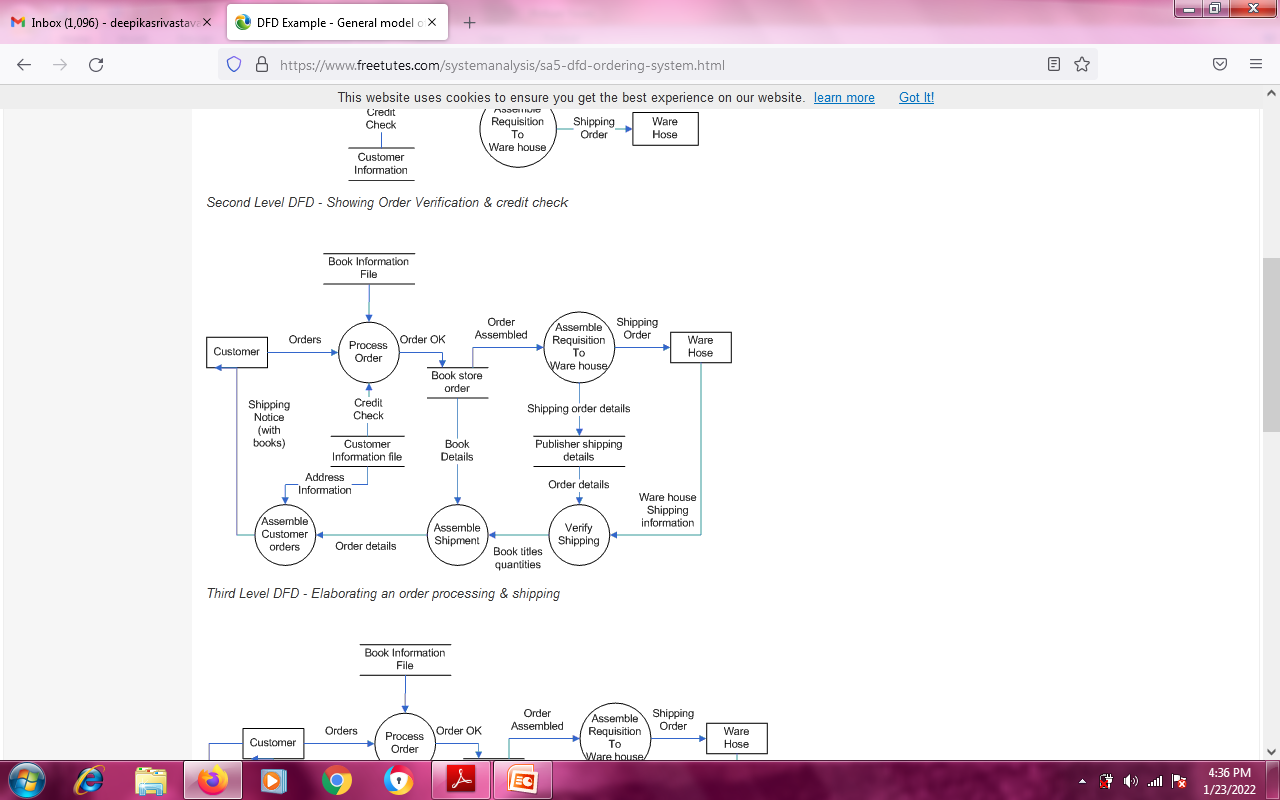 Inbox (1,096) - deepikasrivastava
DFD Example - General model o
https://www.freetutes.com/systemanalysis/sa5-dfd-ordering-system.html
This website uses cookies to ensure you get the best experience on our website. learn more Got It!
Credit
Check
Customer
Information
Assemble
Requisition
To
Ware house
Shipping
Order
Ware
Hose
Second Level DFD - Showing Order Verification & credit check
Book Information
File
Customer
Orders
Process
Order
Order OK
Book store
order
Order
Assembled
Assemble
Requisition
To
Ware house
Shipping
Order
Ware
Hose
Shipping
Notice
(with
books)
Credit
Check
Customer
Information file
Address
Information
Book
Details
Shipping order details
Publisher shipping
details
Order details
Ware house
Shipping
information
Assemble
Customer
orders
Order details
Assemble
Shipment
Book titles
quantities
Verify
Shipping
Third Level DFD - Elaborating an order processing & shipping
Book Information
File
Customer
Orders
Process
Order
Order OK
Order
Assembled
Assemble
Requisition
To
Ware house
Shipping
Order
Ware
Hose
4:36 PM
1/23/2022